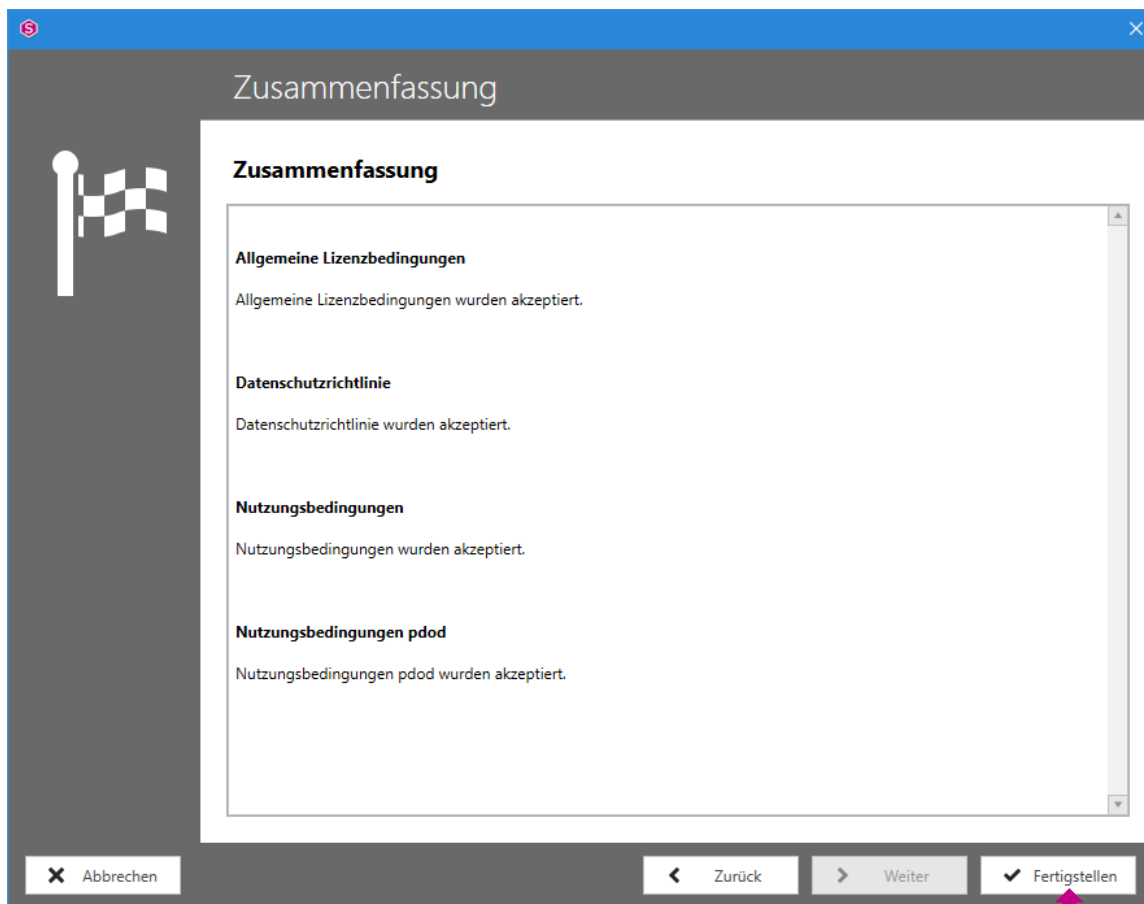 S
Zusammenfassung
Zusammenfassung
Allgemeine Lizenzbedingungen
Allgemeine Lizenzbedingungen wurden akzeptiert.
Datenschutzrichtlinie
Datenschutzrichtlinie wurden akzeptiert.
Nutzungsbedingungen
Nutzungsbedingungen wurden akzeptiert.
Nutzungsbedingungen pdod
Nutzungsbedingungen pdod wurden akzeptiert.
Abbrechen
Zurück
Weiter
Fertigstellen